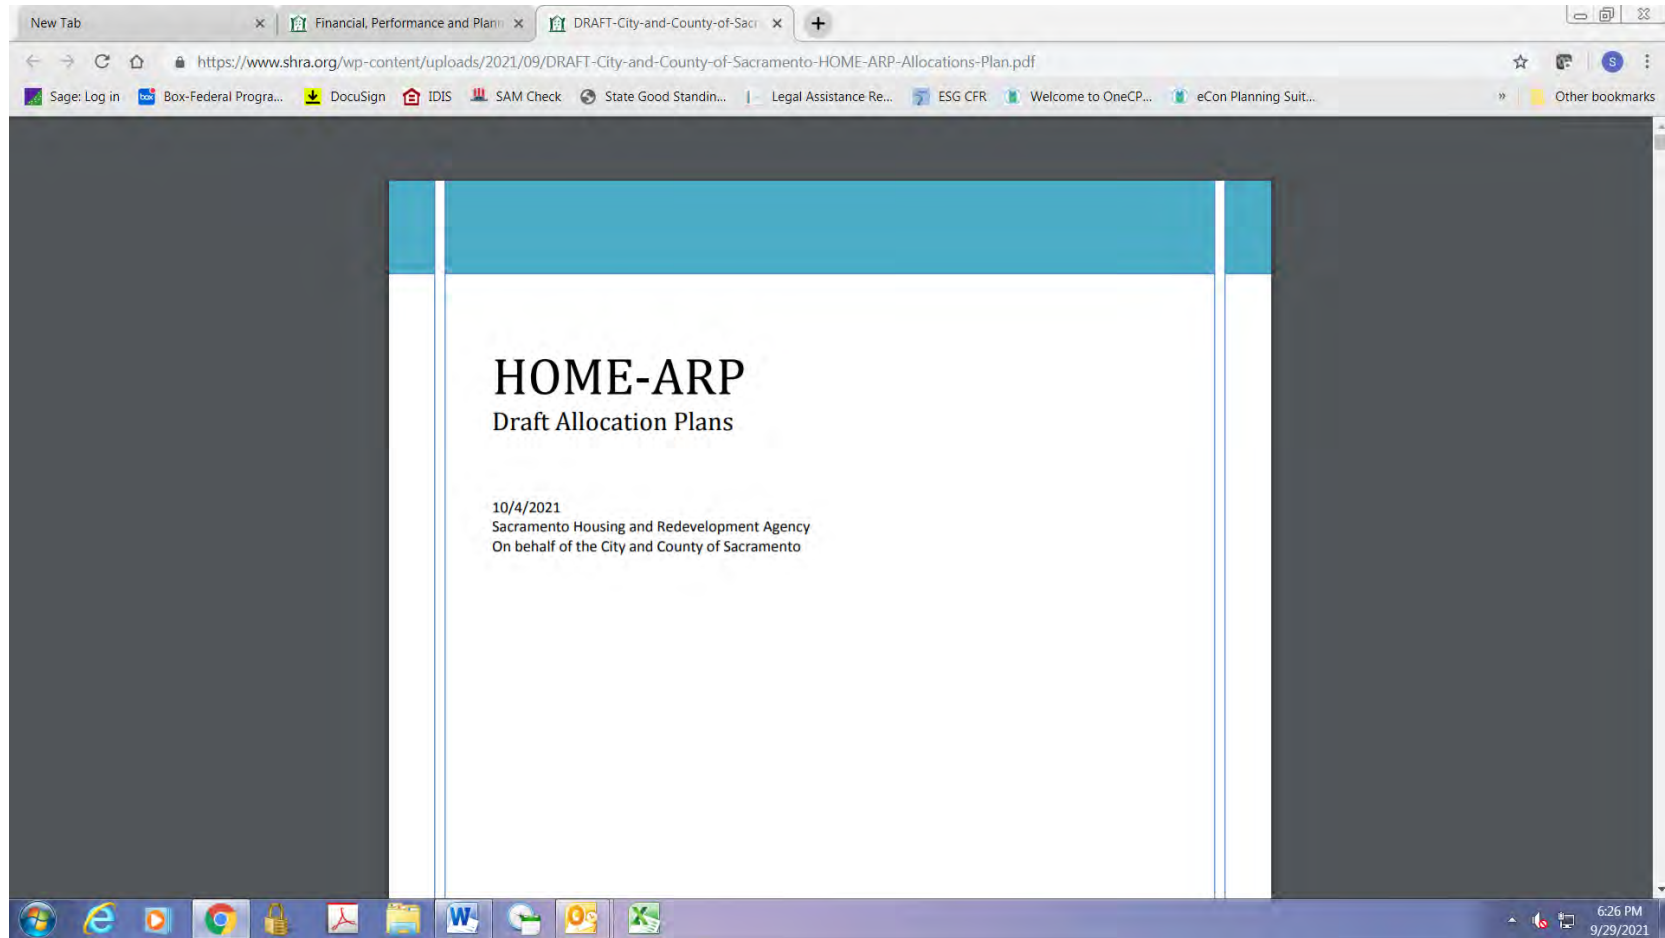 New Tab
Financial, Performance and Plann
DRAFT-City-and-County-of-Sacr
https://www.shra.org/wp-content/uploads/2021/09/DRAFT-City-and-County-of-Sacramento-HOME-ARP-Allocations-Plan.pdf
S
Sage: Log in
box
Box-Federal Progra...
DocuSign
IDIS
SAM Check
State Good Standin...
Legal Assistance Re...
ESG CFR
Welcome to OneCP...
eCon Planning Suit...
»
Other bookmarks
HOME-ARP
Draft Allocation Plans
10/4/2021
Sacramento Housing and Redevelopment Agency
On behalf of the City and County of Sacramento
6:26 PM
9/29/2021